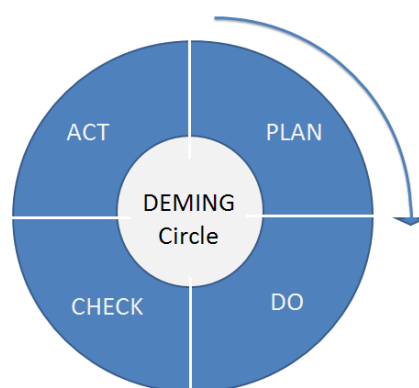 ACT
PLAN
DEMING
Circle
CHECK
DO